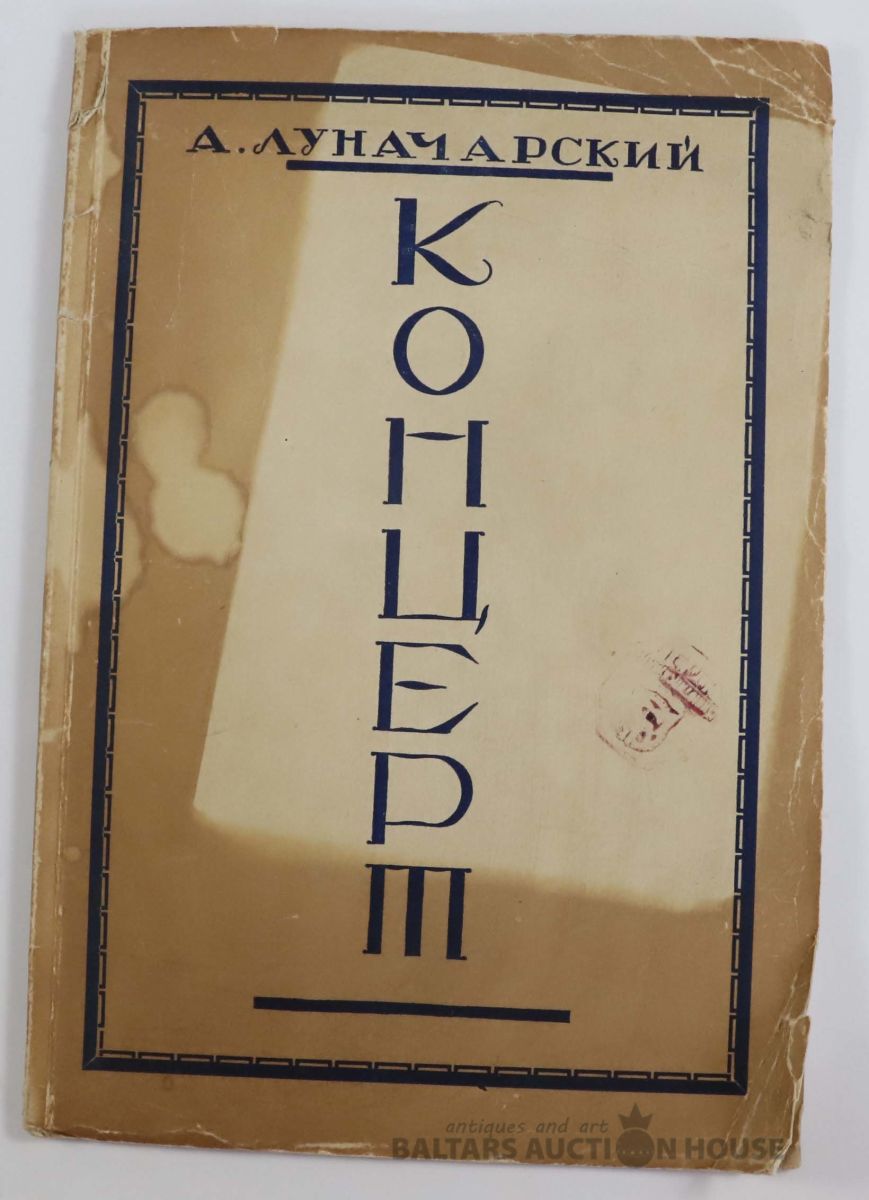 А. ЛУНАЧАРСКИЙ
КОНЦЕРТ
antiques and art
BALTARS AUCTION HOUSE